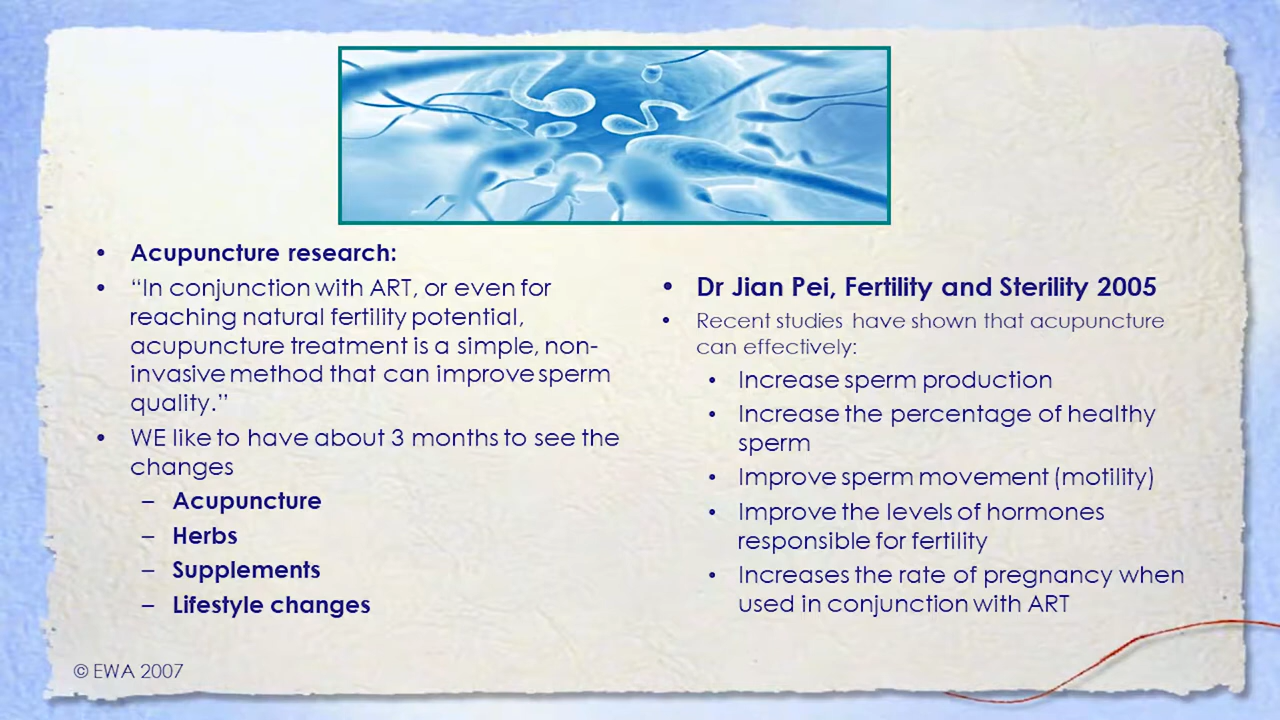 • Acupuncture research:
• “In conjunction with ART, or even for
reaching natural fertility potential,
acupuncture treatment is a simple, non-
invasive method that can improve sperm
quality.”
• WE like to have about 3 months to see the
changes
– Acupuncture
– Herbs
– Supplements
– Lifestyle changes
• Dr Jian Pei, Fertility and Sterility 2005
• Recent studies have shown that acupuncture
can effectively:
• Increase sperm production
• Increase the percentage of healthy
sperm
• Improve sperm movement (motility)
• Improve the levels of hormones
responsible for fertility
• Increases the rate of pregnancy when
used in conjunction with ART
© EWA 2007